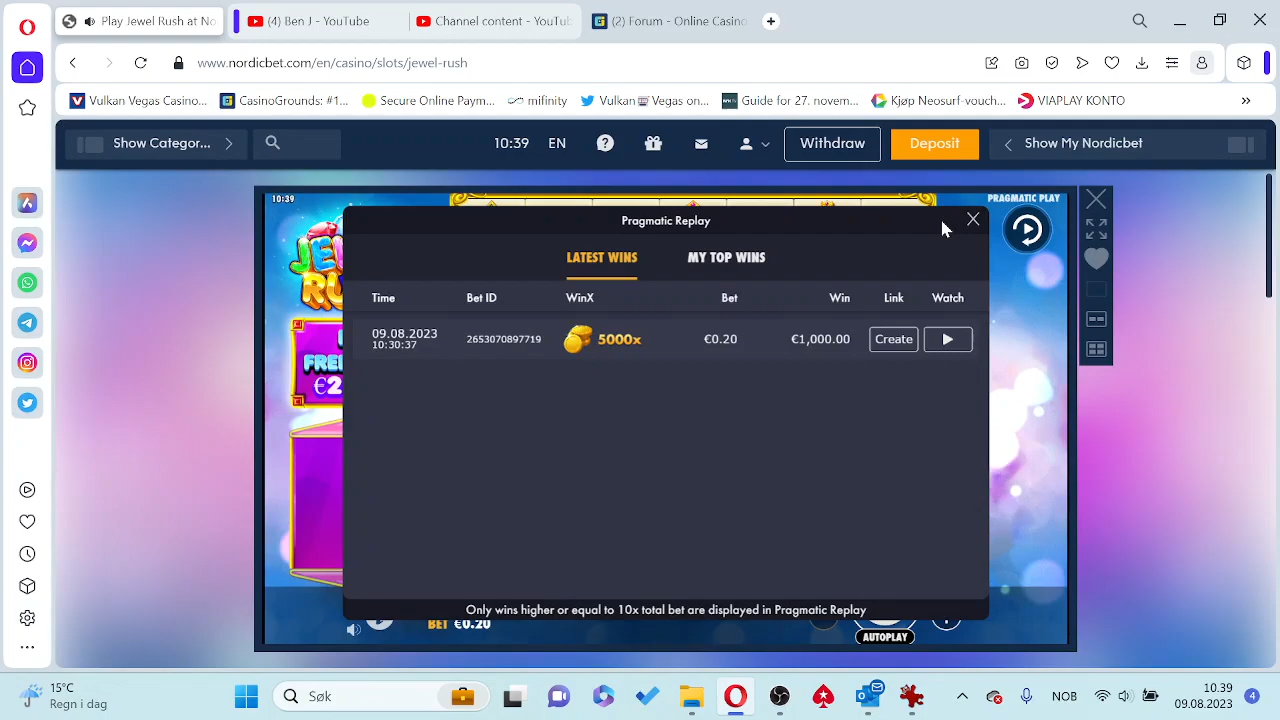 Play Jewel Rush at No
(4) Ben J - YouTube
Channel content - YouTub
(2) Forum - Online Casino
www.nordicbet.com/en/casino/slots/jewel-rush
Vulkan Vegas Casino...
CasinoGrounds: #1...
Secure Online Paym...
mifinity
Vulkan 🎰 Vegas on...
Guide for 27. novem...
Kjøp Neosurf-vouch...
VIAPLAY KONTO
Show Categor...
10:39
EN
Withdraw
Deposit
Show My Nordicbet
10:39
PRAGMATIC PLAY
Pragmatic Replay
LATEST WINS
MY TOP WINS
Time Bet ID WinX Bet Win Link Watch
09.08.2023
10:30:37
2653070897719
5000x
€0.20
€1,000.00
Create
JEW
RU
FREE
€2
Only wins higher or equal to 10x total bet are displayed in Pragmatic Replay
BET €0.20
AUTOPLAY
15°C
Regn i dag
Søk
NOB
10.39
09.08.2023
4